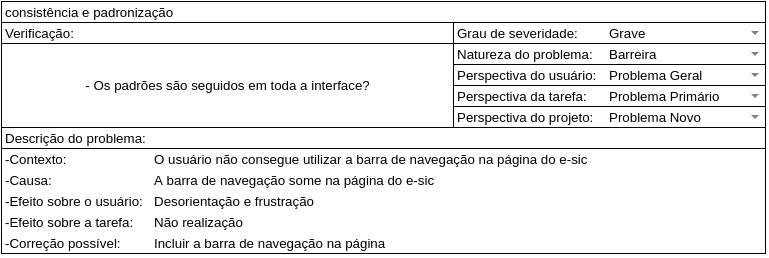 consistência e padronização
Verificação:
Grau de severidade: Grave
Natureza do problema: Barreira
- Os padrões são seguidos em toda a interface?
Perspectiva do usuário: Problema Geral
Perspectiva da tarefa: Problema Primário
Perspectiva do projeto: Problema Novo
Descrição do problema:
-Contexto: O usuário não consegue utilizar a barra de navegação na página do e-sic
-Causa: A barra de navegação some na página do e-sic
-Efeito sobre o usuário: Desorientação e frustração
-Efeito sobre a tarefa: Não realização
-Correção possível: Incluir a barra de navegação na página